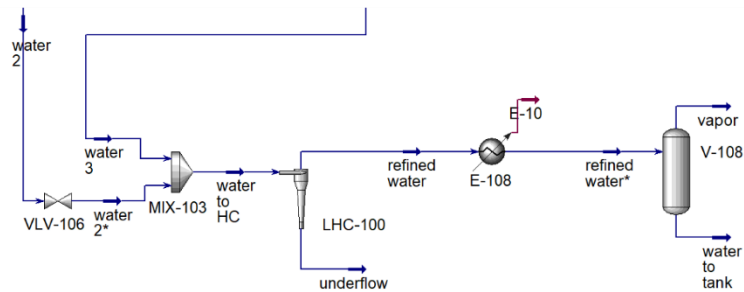 water
2
E-10
vapor
water
3
refined
water
E-108
refined
water*
V-108
VLV-106
water
2*
MIX-103
water
to
HC
LHC-100
underflow
water
to
tank